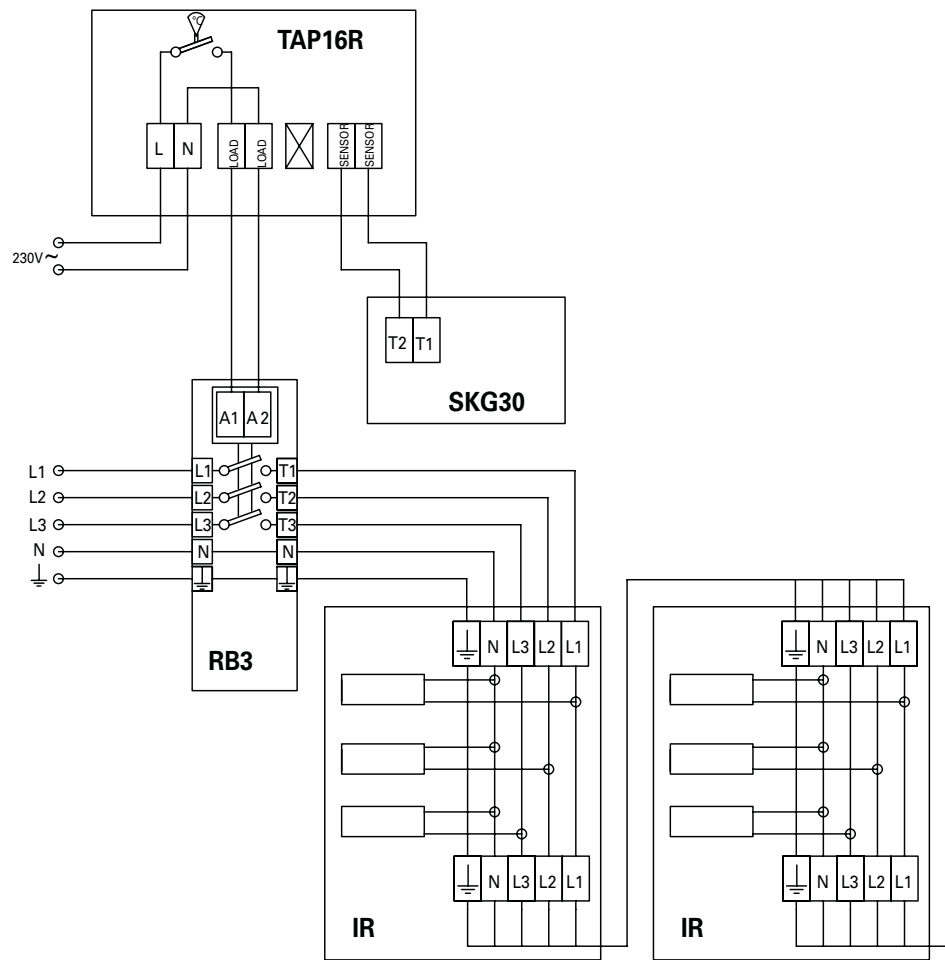 °C
TAP16R
L N LOAD LOAD SENSOR SENSOR
230V~
T2 T1
SKG30
A1 A2
L1 L1 T1
L2 L2 T2
L3 L3 T3
N N N
RB3
N L3 L2 L1
N L3 L2 L1
N L3 L2 L1
N L3 L2 L1
IR
IR